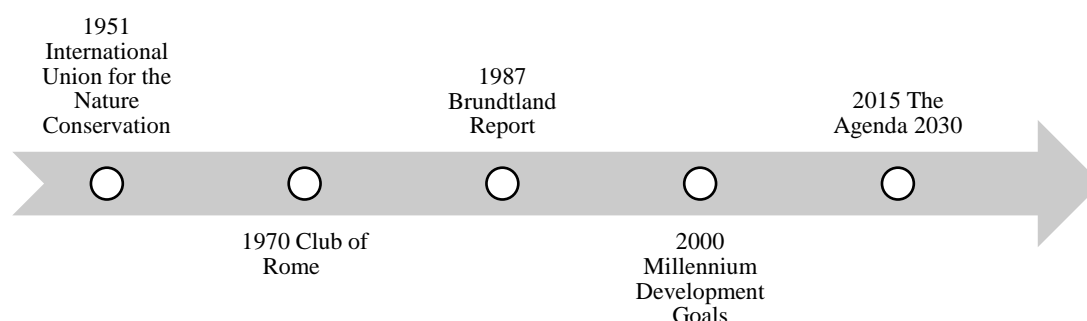 1951
International
Union for the
Nature
Conservation
1970 Club of
Rome
1987
Brundtland
Report
2000
Millennium
Development
Goals
2015 The
Agenda 2030